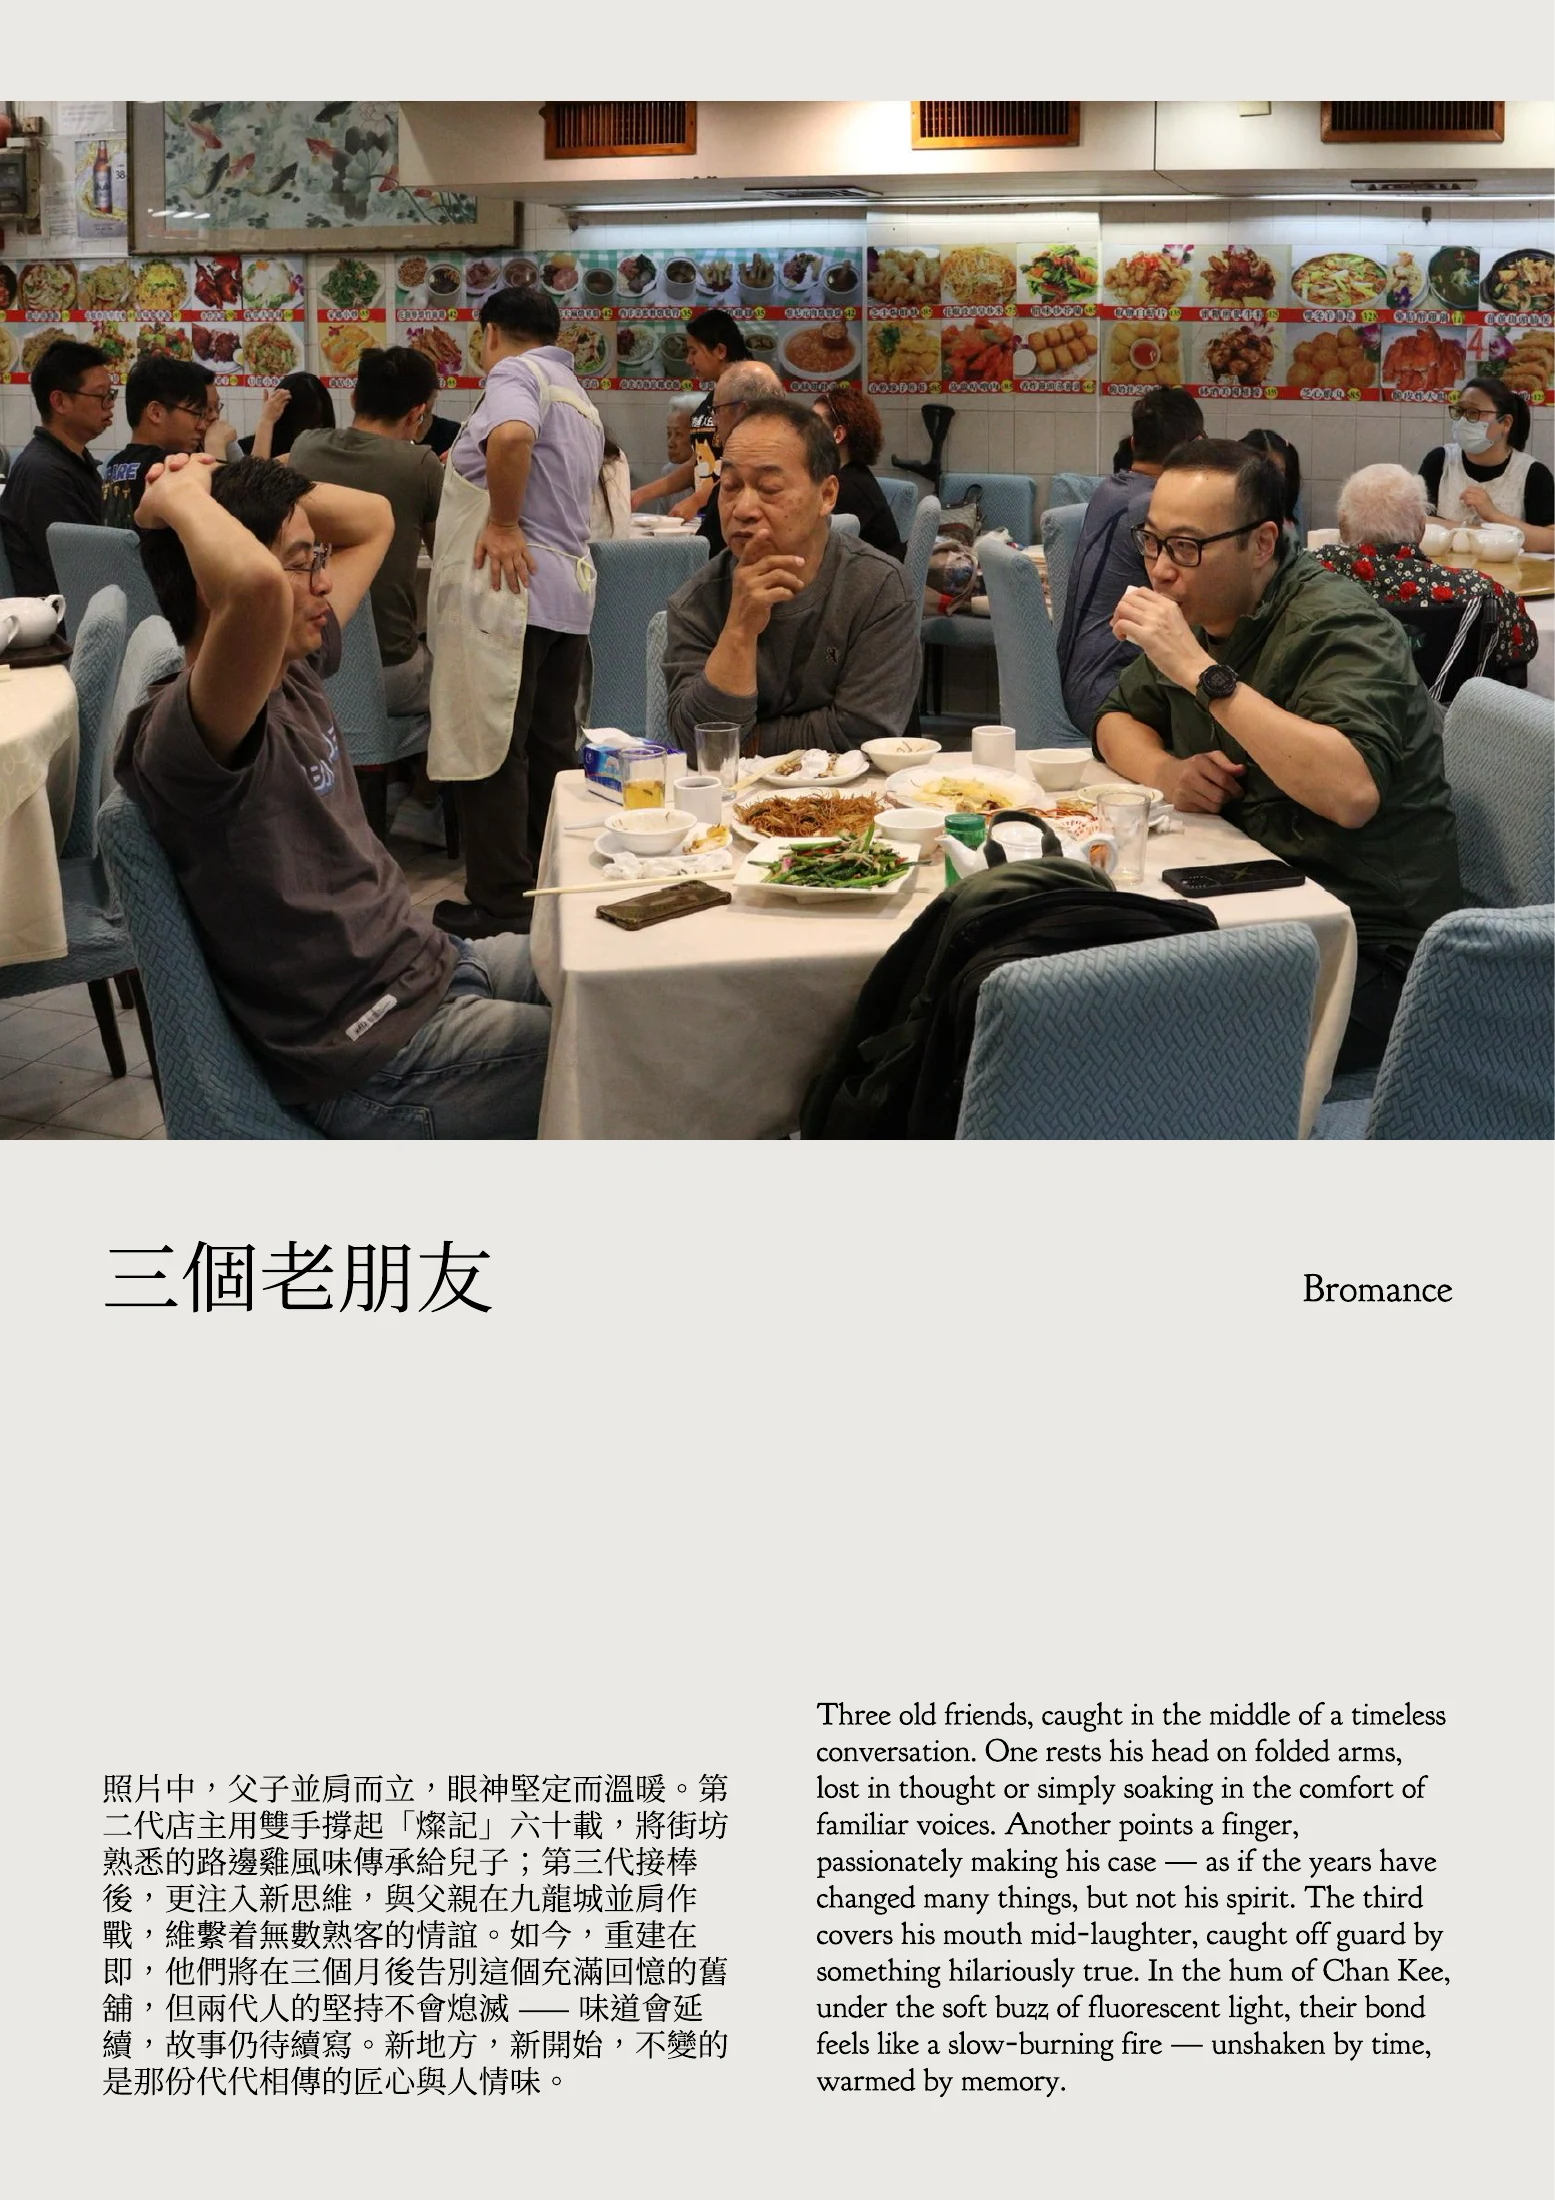 三個老朋友
Bromance
照片中，父子並肩而立，眼神堅定而溫暖。第
二代店主用雙手撐起「燦記」六十載，將街坊
熟悉的路邊雞風味傳承給兒子；第三代接棒
後，更注入新思維，與父親在九龍城並肩作
戰，維繫着無數熟客的情誼。如今，重建在
即，他們將在三個月後告別這個充滿回憶的舊
舖，但兩代人的堅持不會熄滅 —— 味道會延
續，故事仍待續寫。新地方，新開始，不變的
是那份代代相傳的匠心與人情味。
Three old friends, caught in the middle of a timeless
conversation. One rests his head on folded arms,
lost in thought or simply soaking in the comfort of
familiar voices. Another points a finger,
passionately making his case — as if the years have
changed many things, but not his spirit. The third
covers his mouth mid-laughter, caught off guard by
something hilariously true. In the hum of Chan Kee,
under the soft buzz of fluorescent light, their bond
feels like a slow-burning fire — unshaken by time,
warmed by memory.